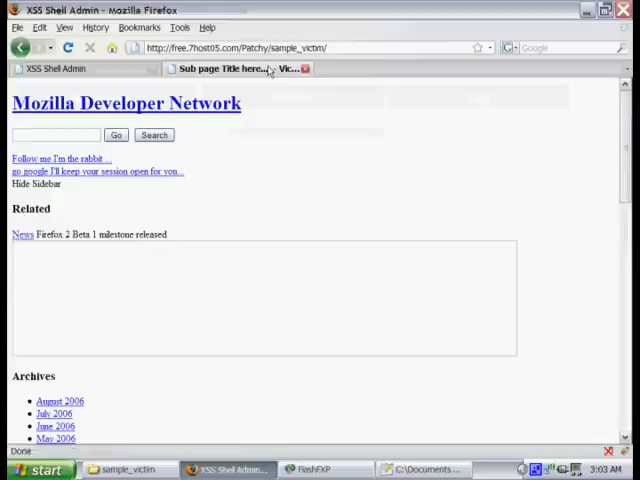 XSS Shell Admin - Mozilla Firefox
File Edit View History Bookmarks Tools Help
http://free.7host05.com/Patchy/sample_victim/
Google
XSS Shell Admin
Sub page Title here... - Vic...
Mozilla Developer Network
Go Search
Follow me I'm the rabbit ...
go google I'll keep your session open for you...
Hide Sidebar
Related
News Firefox 2 Beta 1 milestone released
Archives
August 2006
July 2006
June 2006
May 2006
Done
start sample_victim XSS Shell Admin... FlashFXP C:\Documents ... 3:03 AM